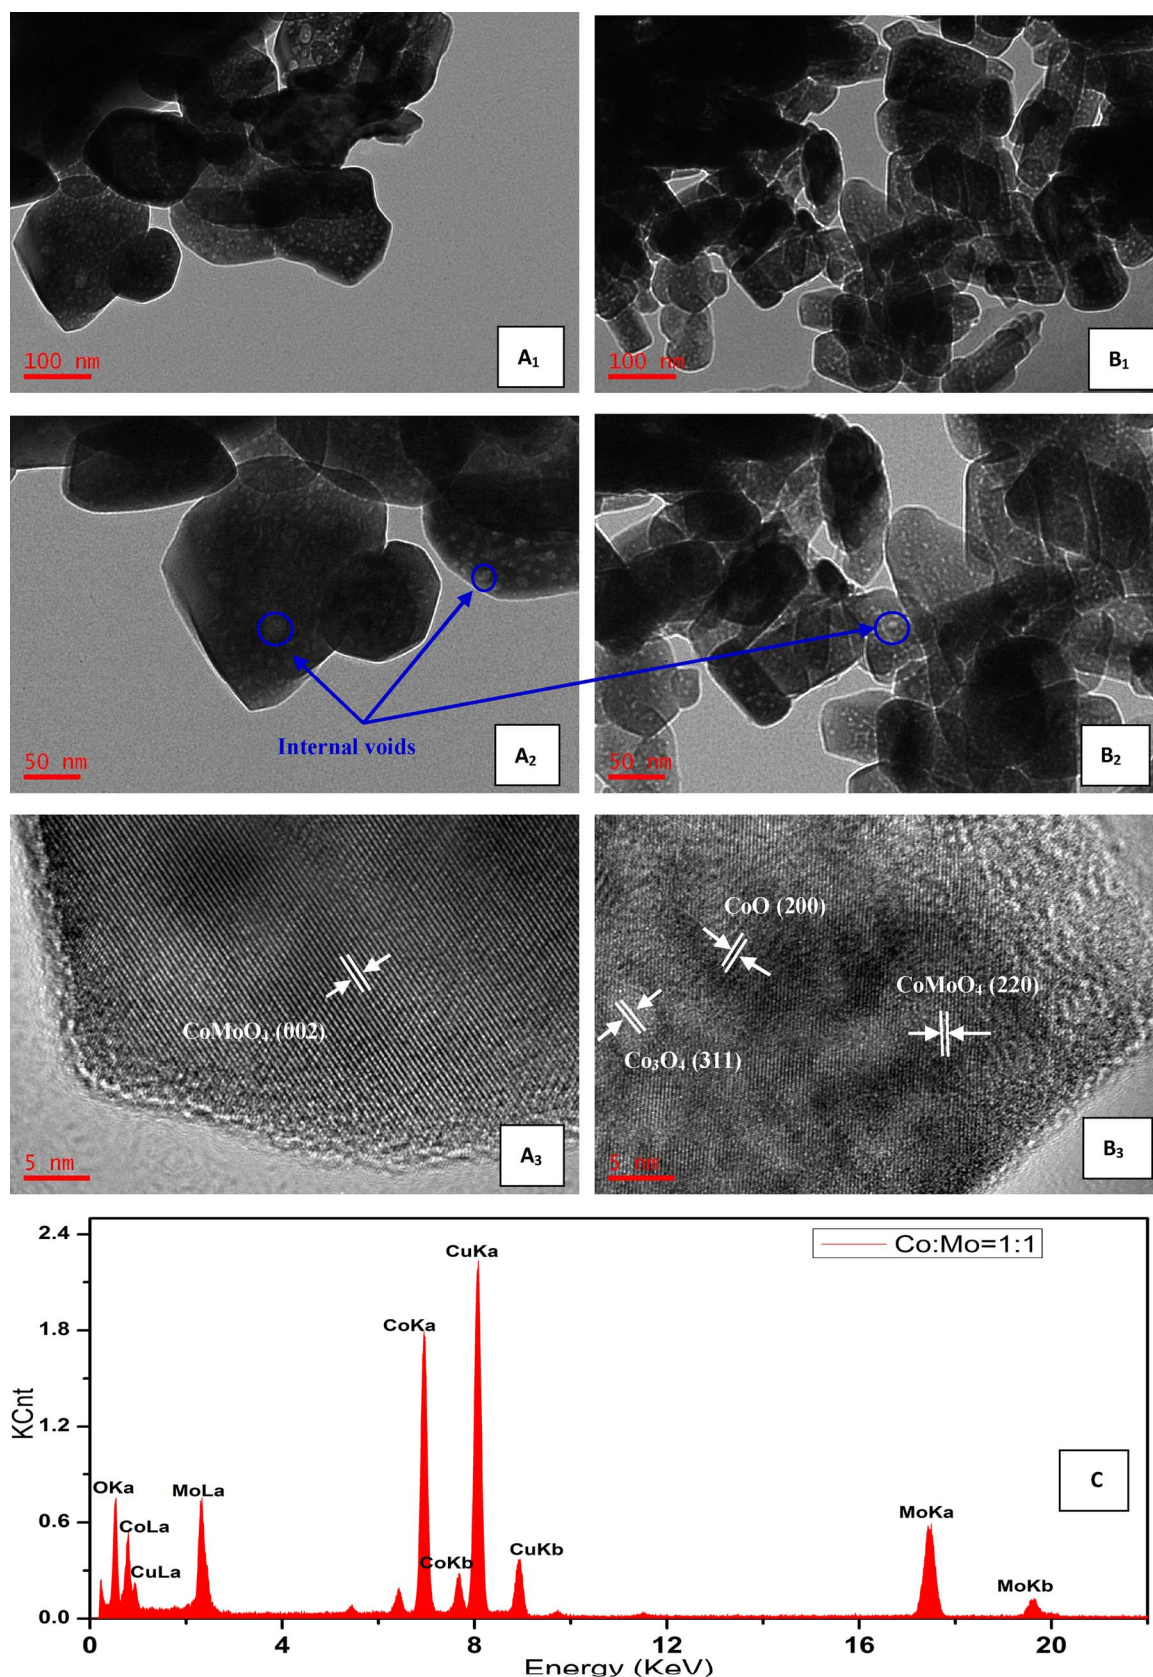 100 nm
A₁
100 nm
B₁
Internal voids
50 nm
A₂
50 nm
B₂
CoMoO₄ (002)
5 nm
A₃
CoO (200)
CoMoO₄ (220)
Co₃O₄ (311)
5 nm
B₃
2.4
1.8
1.2
0.6
0.0
KCnt
Co:Mo=1:1
CuKa
CoKa
OKa
MoLa
CoLa
CuLa
CoKb
CuKb
MoKa
MoKb
C
0 4 8 12 16 20
Energy (KeV)